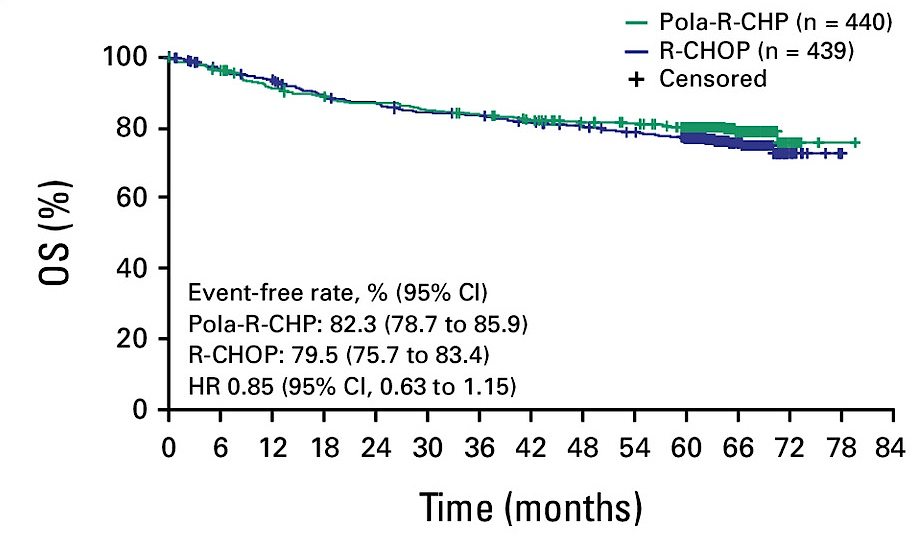 Pola-R-CHP (n = 440)
R-CHOP (n = 439)
Censored
100
80
60
40
20
0
OS (%)
Event-free rate, % (95% CI)
Pola-R-CHP: 82.3 (78.7 to 85.9)
R-CHOP: 79.5 (75.7 to 83.4)
HR 0.85 (95% CI, 0.63 to 1.15)
0 6 12 18 24 30 36 42 48 54 60 66 72 78 84
Time (months)